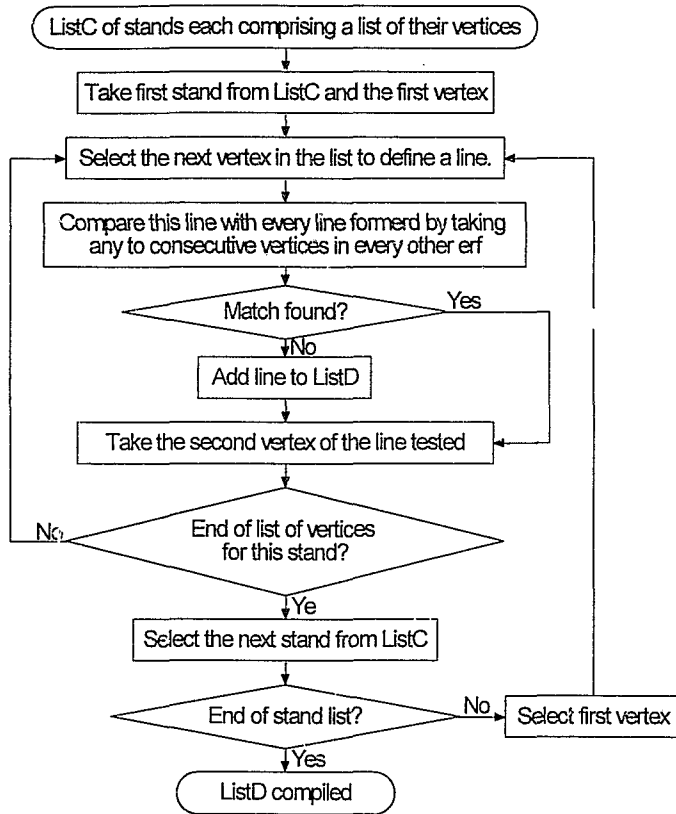 ListC of stands each comprising a list of their vertices
Take first stand from ListC and the first vertex
Select the next vertex in the list to define a line.
Compare this line with every line formerd by taking
any to consecutive vertices in every other erf
Match found?
Yes
No
Add line to ListD
Take the second vertex of the line tested
No
End of list of vertices
for this stand?
Ye
Select the next stand from ListC
End of stand list?
No
Select first vertex
Yes
ListD compiled